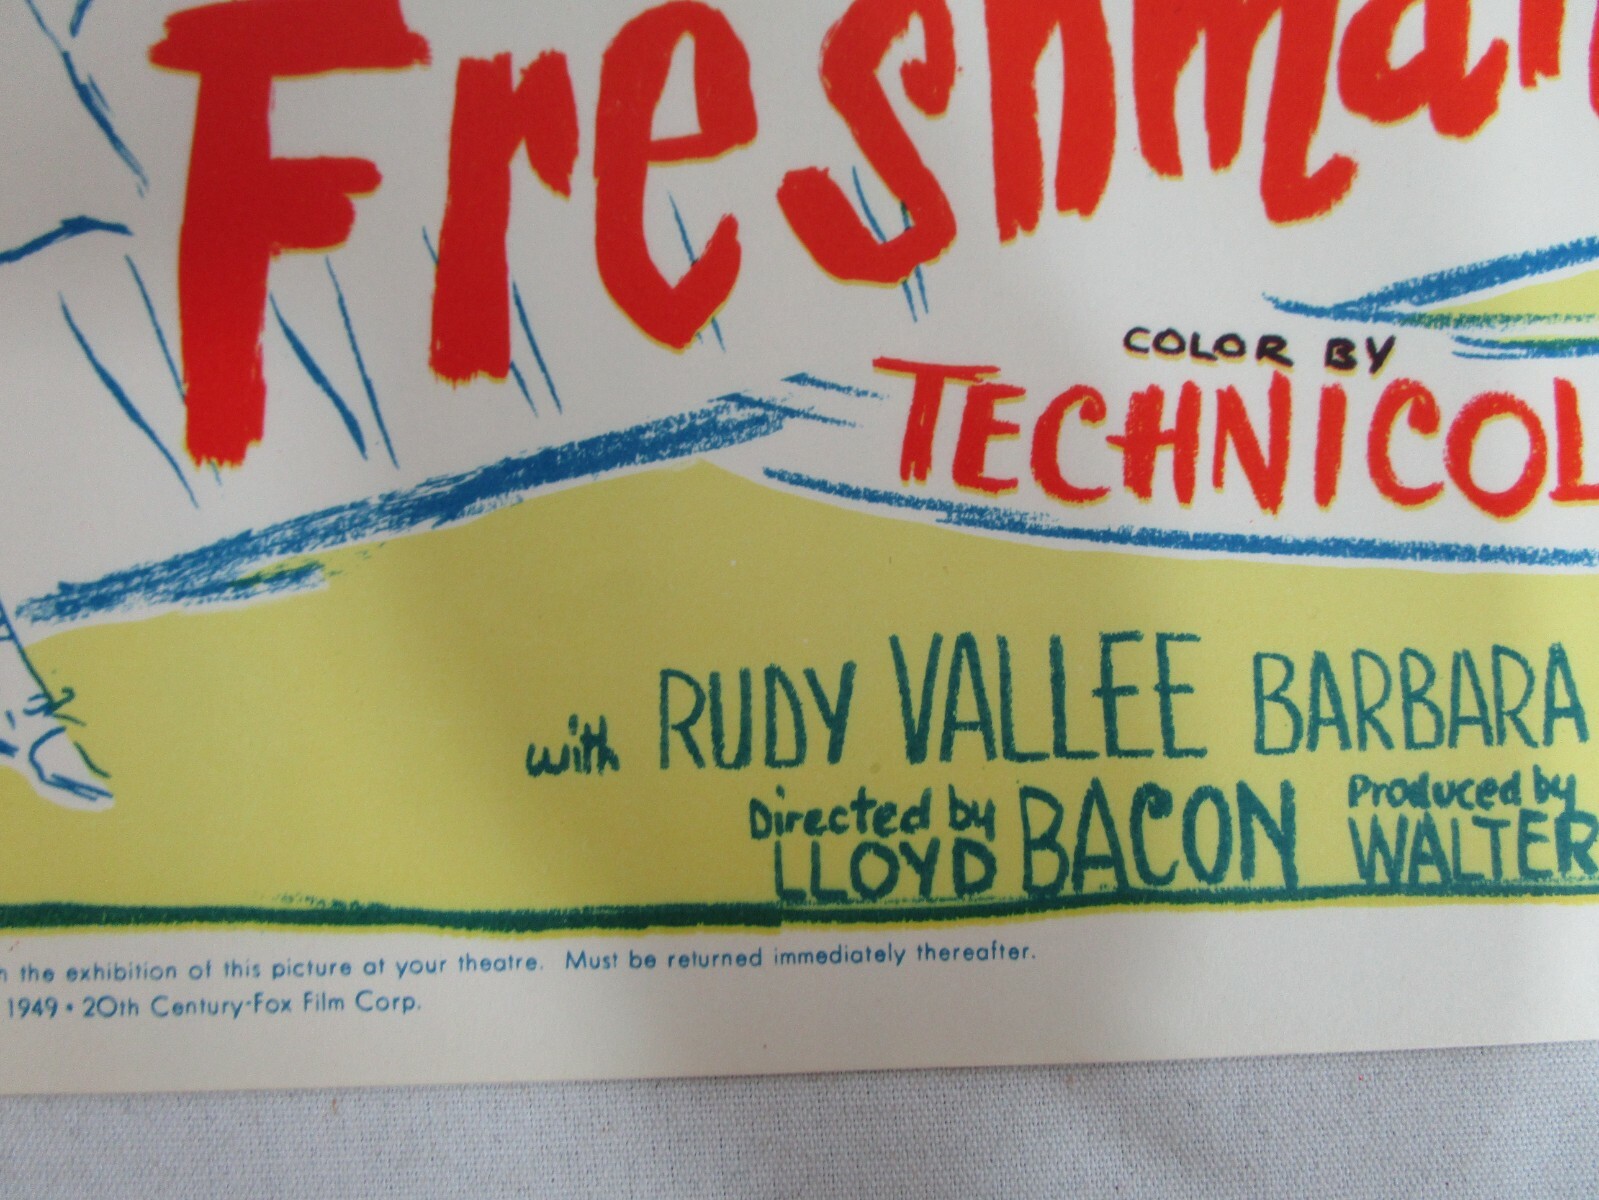 Freshman
COLOR BY
TECHNICOL
with RUDY VALLEE BARBARA
Directed by LLOYD BACON Produced by WALTER
the exhibition of this picture at your theatre. Must be returned immediately thereafter.
1949 • 20th Century-Fox Film Corp.